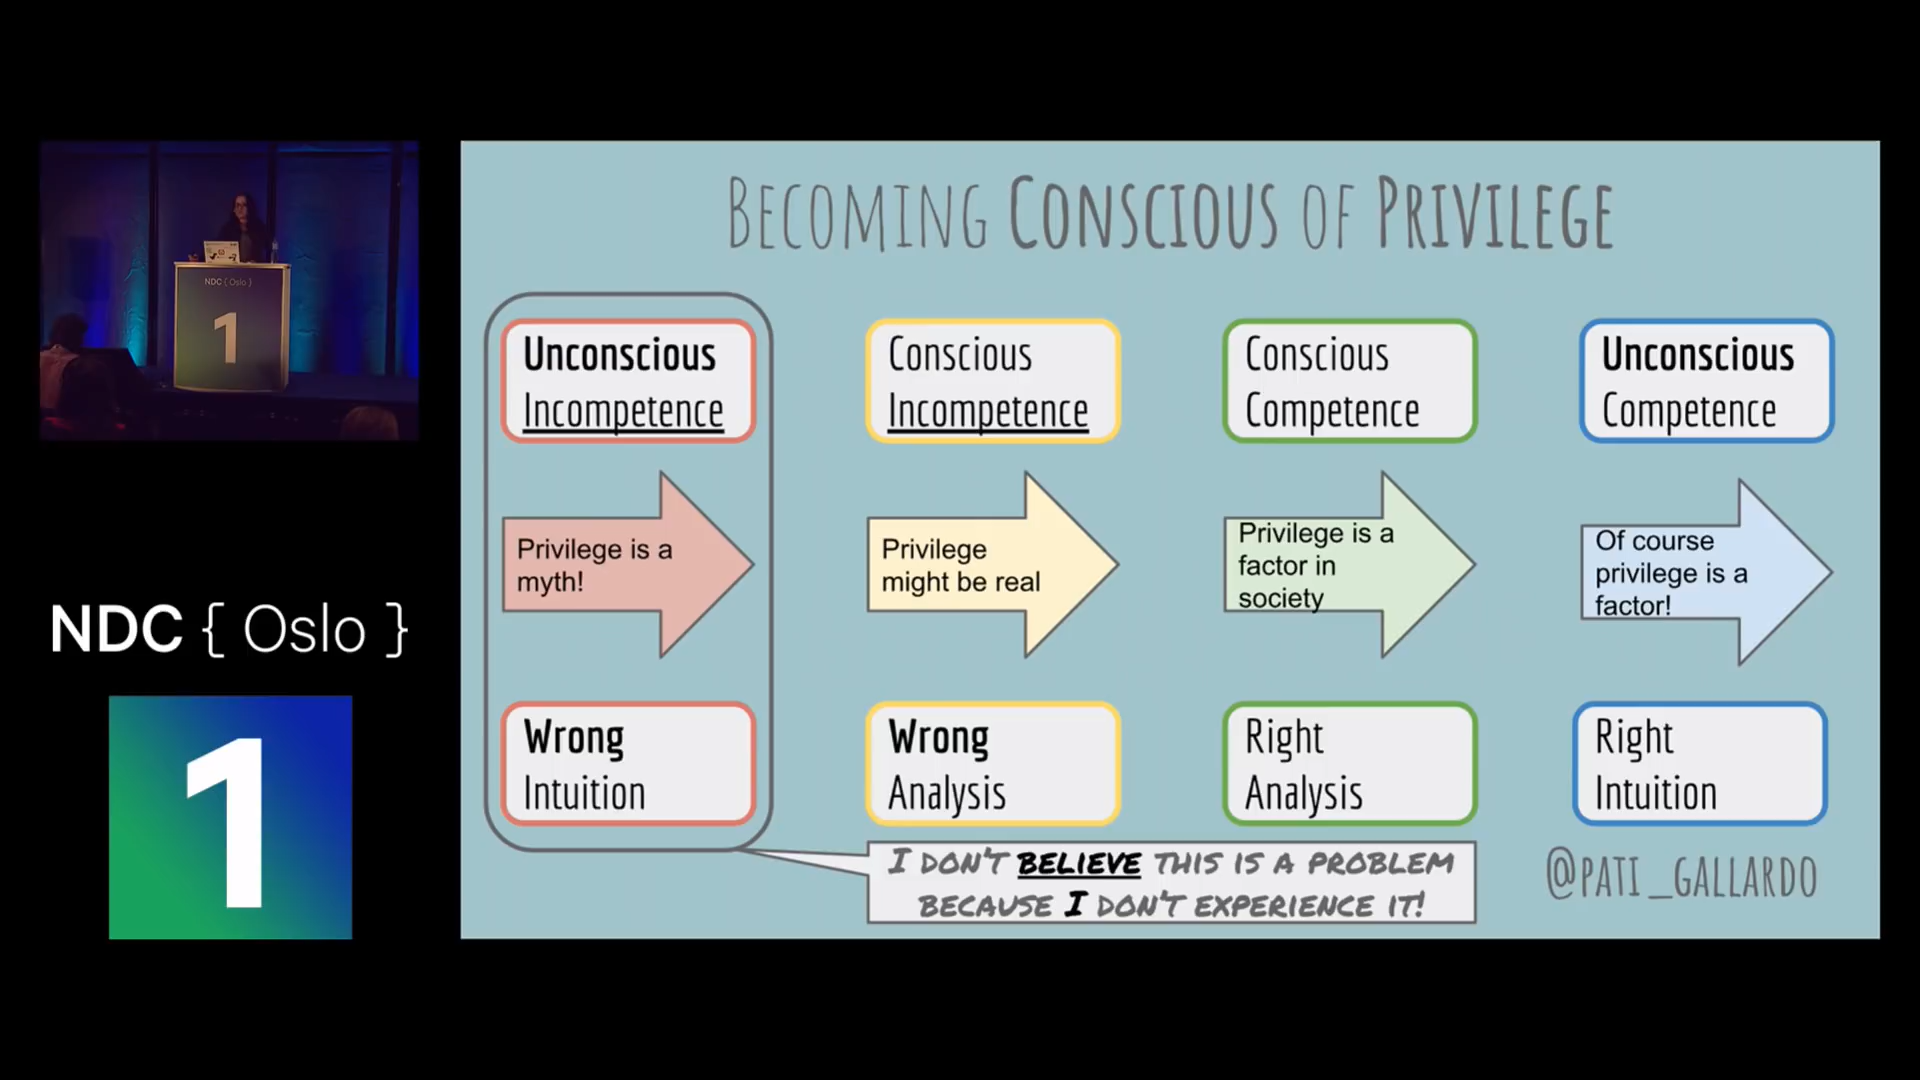 BECOMING CONSCIOUS OF PRIVILEGE
Unconscious
Incompetence
Conscious
Incompetence
Conscious
Competence
Unconscious
Competence
Privilege is a
myth!
Privilege
might be real
Privilege is a
factor in
society
Of course
privilege is a
factor!
Wrong
Intuition
Wrong
Analysis
Right
Analysis
Right
Intuition
I DON'T BELIEVE THIS IS A PROBLEM
BECAUSE I DON'T EXPERIENCE IT!
@PATI_GALLARDO
NDC { Oslo }
1
NDC { Oslo }
1